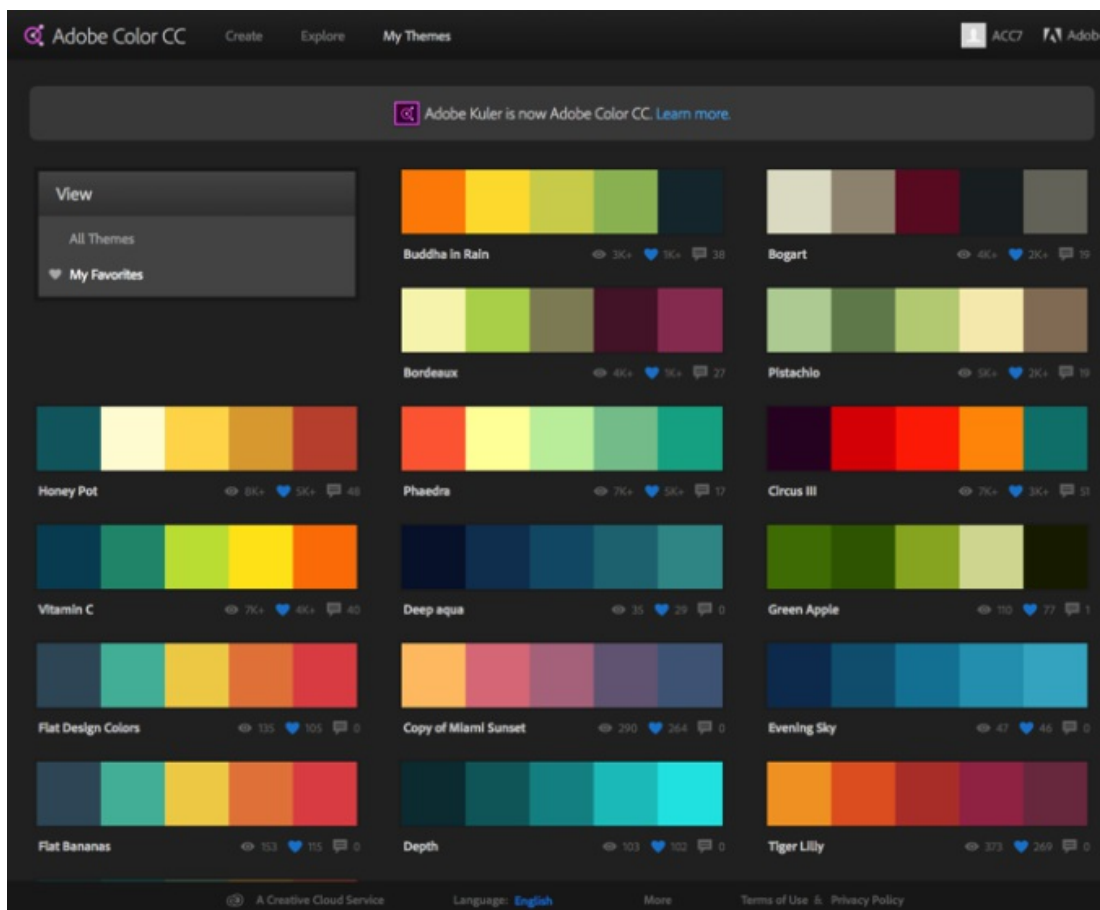 Adobe Color CC Create Explore My Themes ACC7 Adob
Adobe Kuler is now Adobe Color CC. Learn more.
View
All Themes
My Favorites
Buddha in Rain 3K+ 1K+ 38
Bogart 4K+ 2K+ 19
Bordeaux 4K+ 1K+ 27
Pistachio 5K+ 2K+ 19
Honey Pot 8K+ 5K+ 48
Phaedra 7K+ 5K+ 17
Circus III 7K+ 3K+ 51
Vitamin C 7K+ 4K+ 40
Deep aqua 35 29 0
Green Apple 110 77 1
Flat Design Colors 135 105 0
Copy of Miami Sunset 290 264 0
Evening Sky 47 46 0
Flat Bananas 153 115 0
Depth 103 102 0
Tiger Lilly 373 269 0
A Creative Cloud Service Language: English More Terms of Use & Privacy Policy